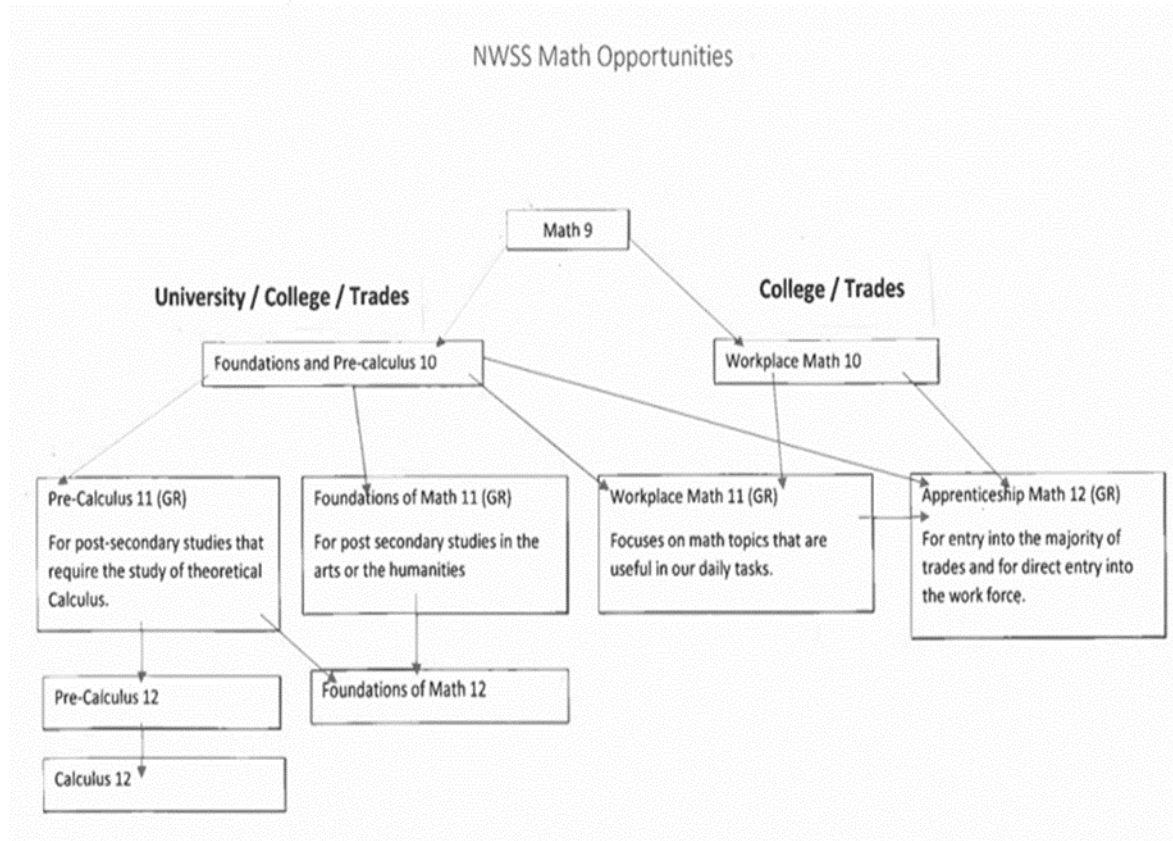 NWSS Math Opportunities
Math 9
University / College / Trades
College / Trades
Foundations and Pre-calculus 10
Workplace Math 10
Pre-Calculus 11 (GR)
For post-secondary studies that
require the study of theoretical
Calculus.
Foundations of Math 11 (GR)
For post secondary studies in the
arts or the humanities
Workplace Math 11 (GR)
Focuses on math topics that are
useful in our daily tasks.
Apprenticeship Math 12 (GR)
For entry into the majority of
trades and for direct entry into
the work force.
Pre-Calculus 12
Foundations of Math 12
Calculus 12